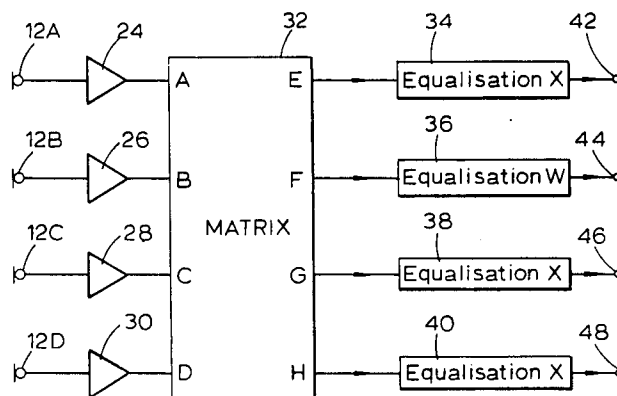 12A 24 32 34 42
A E Equalisation X
12B 26 36 44
B F Equalisation W
12C 28 MATRIX 38 46
C G Equalisation X
12D 30 40 48
D H Equalisation X